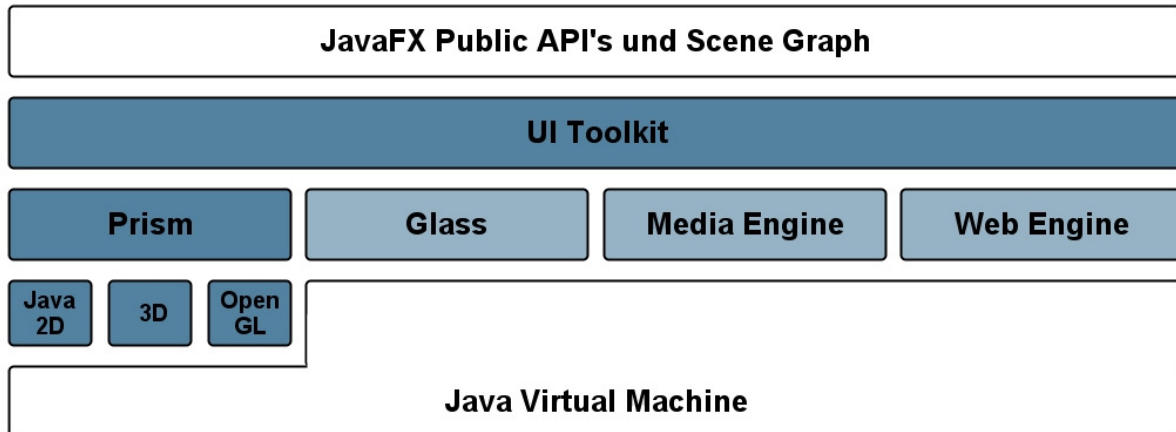 JavaFX Public API's und Scene Graph
UI Toolkit
Prism
Glass
Media Engine
Web Engine
Java
2D
3D
Open
GL
Java Virtual Machine